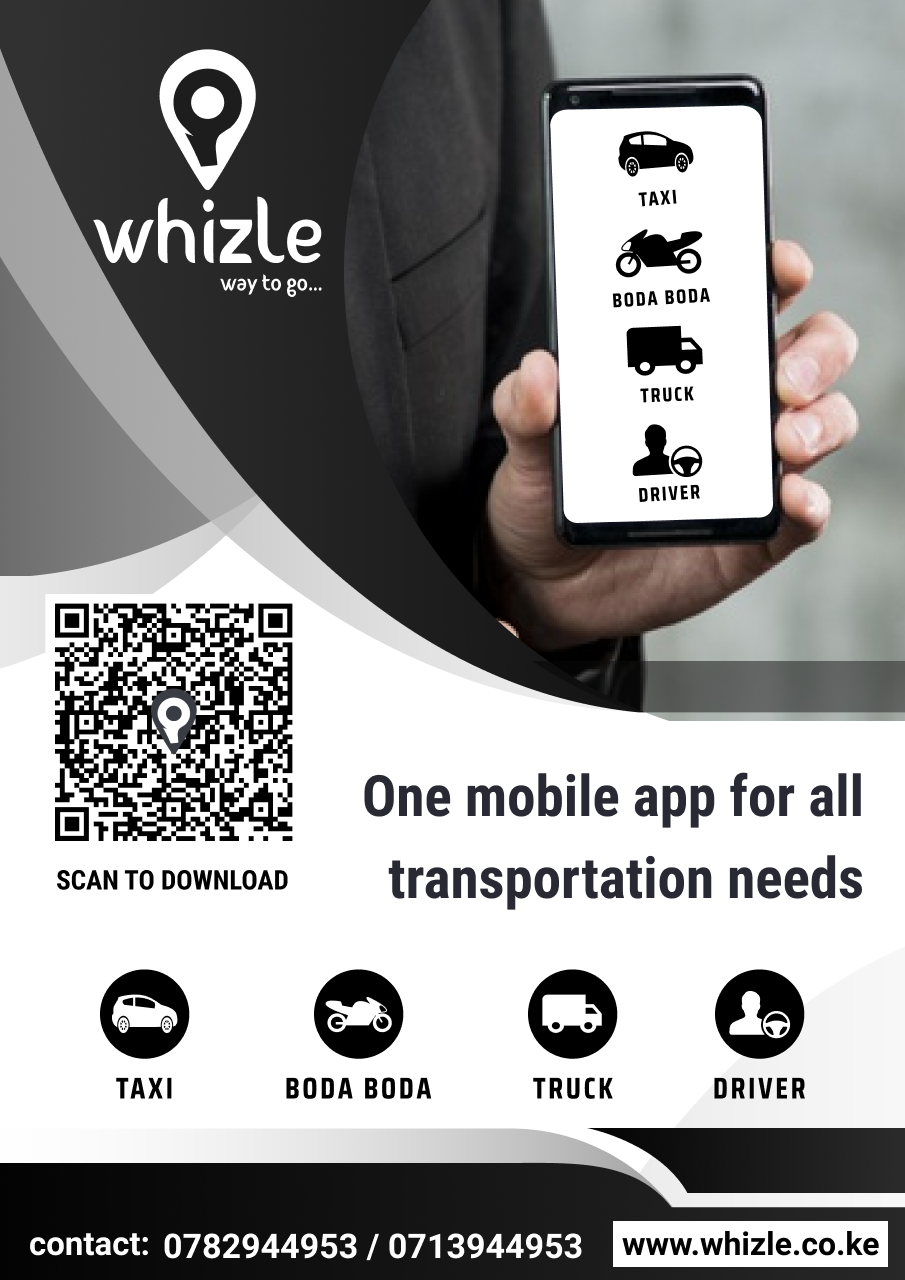 whizle
way to go...
TAXI
BODA BODA
TRUCK
DRIVER
SCAN TO DOWNLOAD
One mobile app for all
transportation needs
TAXI
BODA BODA
TRUCK
DRIVER
contact: 0782944953 / 0713944953
www.whizle.co.ke